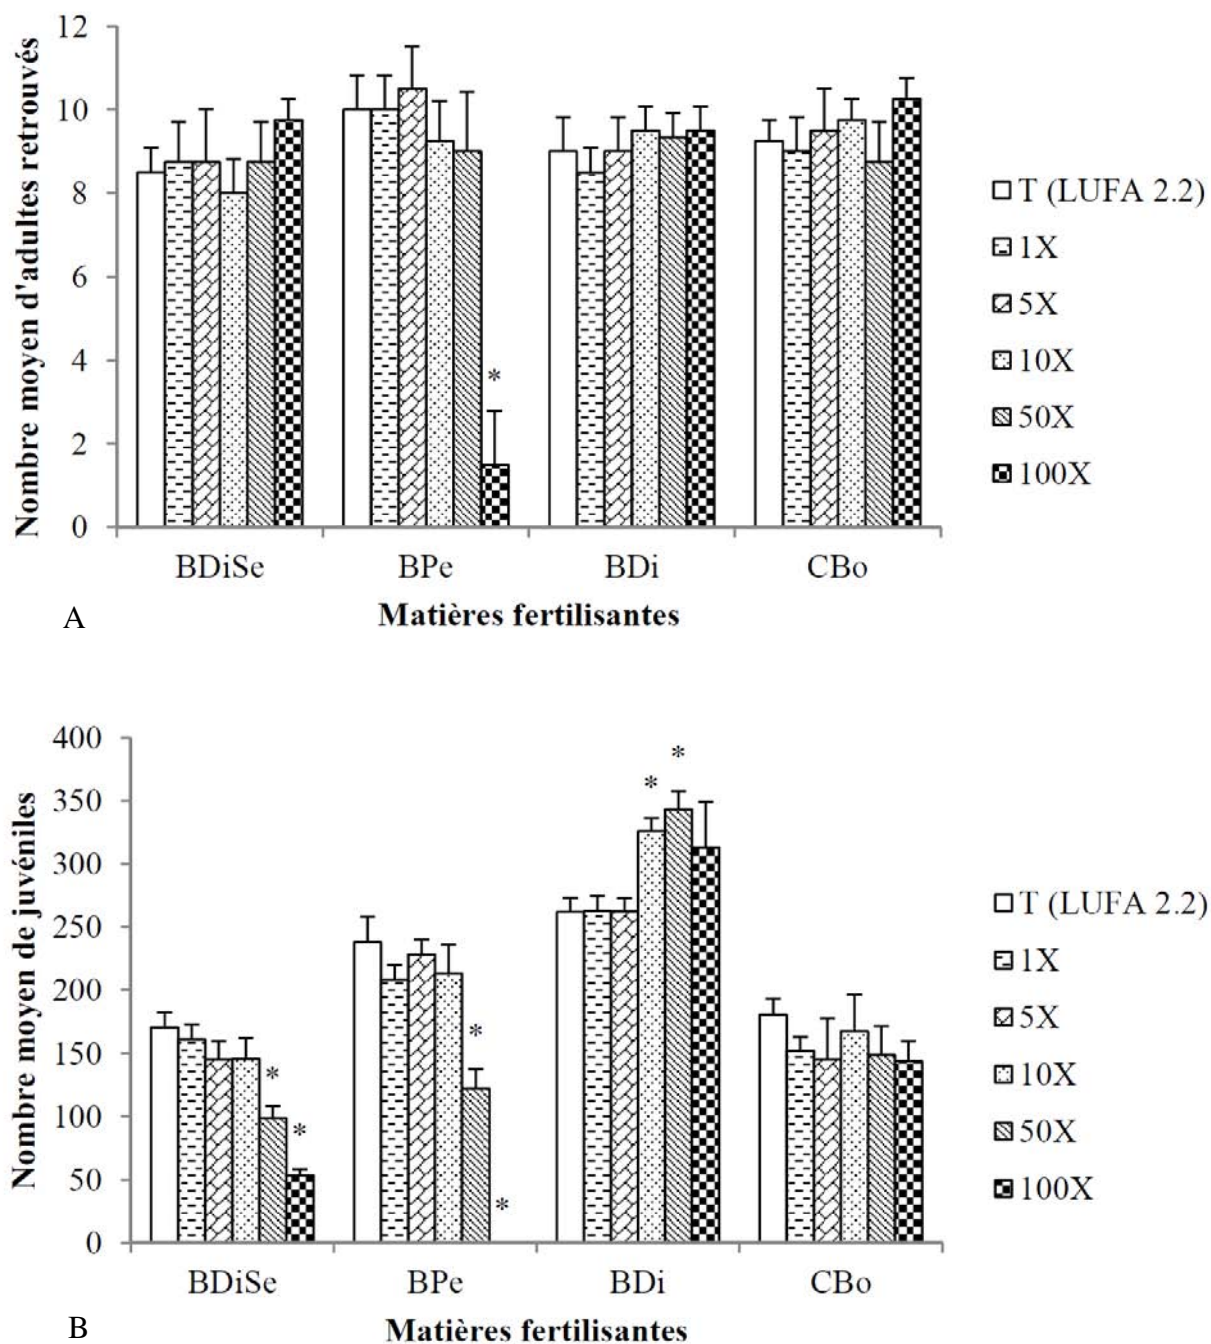 12
10
8
6
4
2
0
Nombre moyen d'adultes retrouvés
*
BDiSe BPe BDi CBo
Matières fertilisantes
A
T (LUFA 2.2)
1X
5X
10X
50X
100X
400
350
300
250
200
150
100
50
0
Nombre moyen de juvéniles
* * * * * *
BDiSe BPe BDi CBo
Matières fertilisantes
B
T (LUFA 2.2)
1X
5X
10X
50X
100X